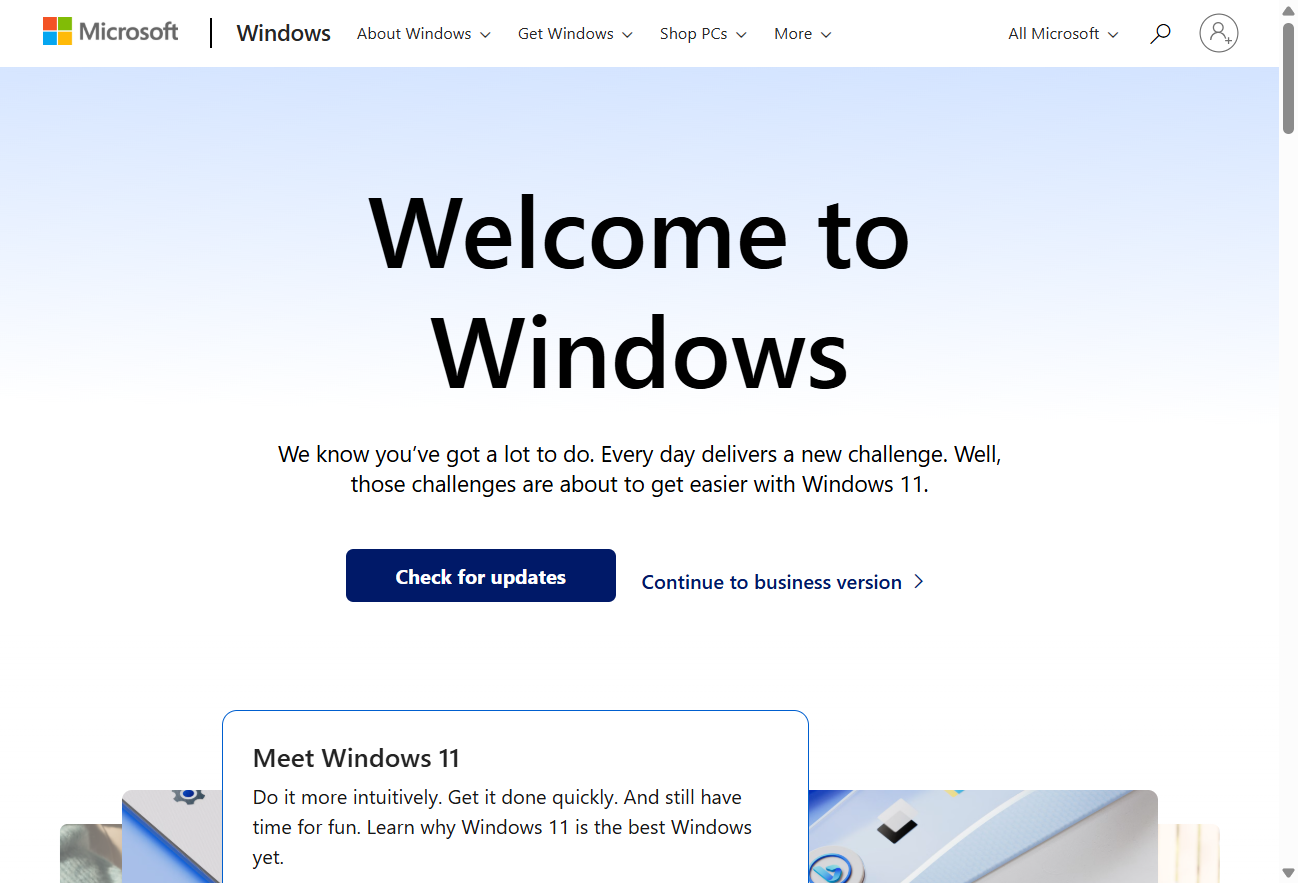 Microsoft
Windows
About Windows
Get Windows
Shop PCs
More
All Microsoft
Welcome to
Windows
We know you’ve got a lot to do. Every day delivers a new challenge. Well,
those challenges are about to get easier with Windows 11.
Check for updates
Continue to business version
Meet Windows 11
Do it more intuitively. Get it done quickly. And still have
time for fun. Learn why Windows 11 is the best Windows
yet.